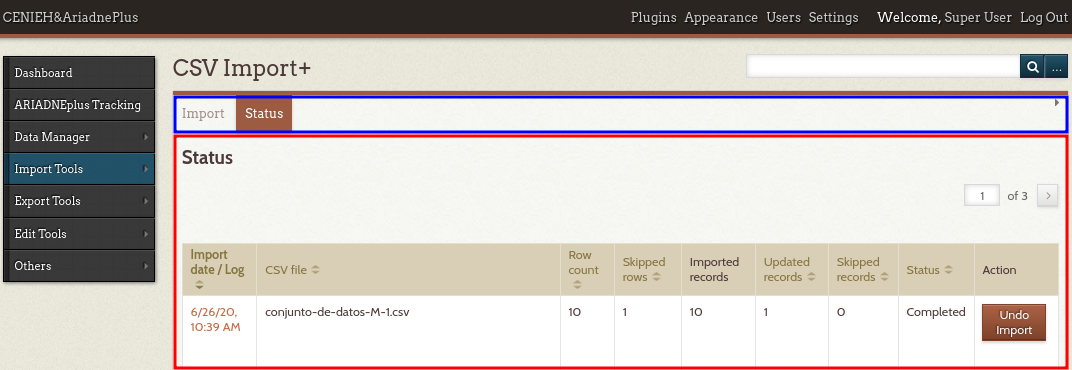 CENIEH&AriadnePlus
Plugins Appearance Users Settings Welcome, Super User Log Out
Dashboard
ARIADNEplus Tracking
Data Manager
Import Tools
Export Tools
Edit Tools
Others
CSV Import+
...
Import Status
Status
1 of 3
Import date / Log CSV file Row count Skipped rows Imported records Updated records Skipped records Status Action
6/26/20, 10:39 AM conjunto-de-datos-M-1.csv 10 1 10 1 0 Completed Undo Import